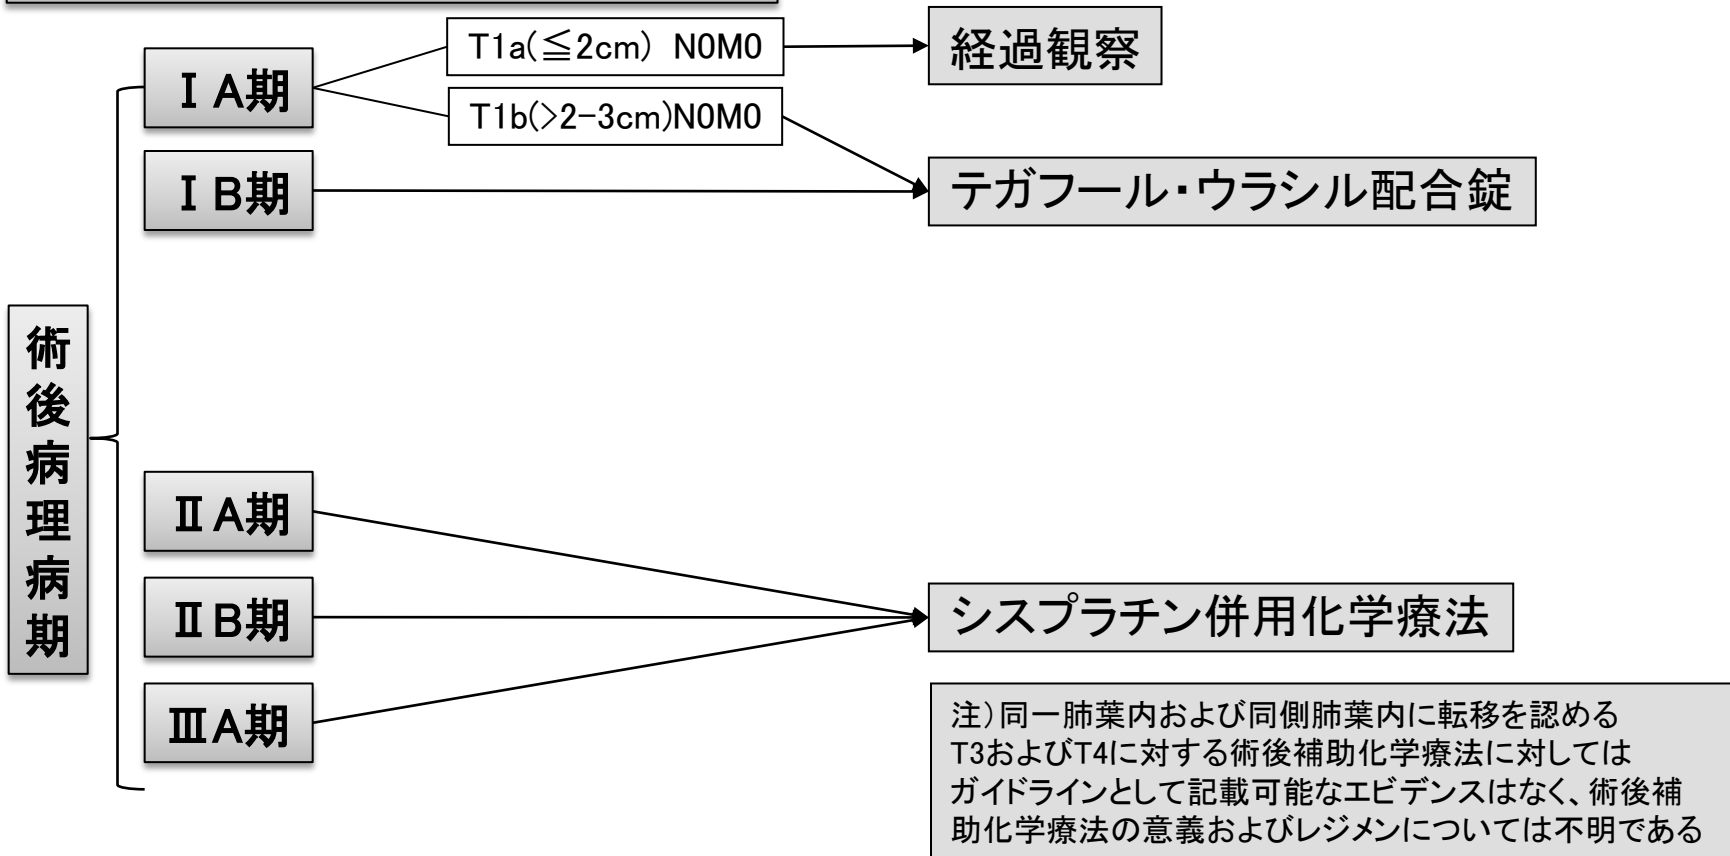 ⅠA期
T1a(≦2cm) N0M0
経過観察
T1b(>2-3cm)N0M0
ⅠB期
テガフール・ウラシル配合錠
術後病理病期
ⅡA期
ⅡB期
シスプラチン併用化学療法
ⅢA期
注)同一肺葉内および同側肺葉内に転移を認める
T3およびT4に対する術後補助化学療法に対しては
ガイドラインとして記載可能なエビデンスはなく、術後補
助化学療法の意義およびレジメンについては不明である